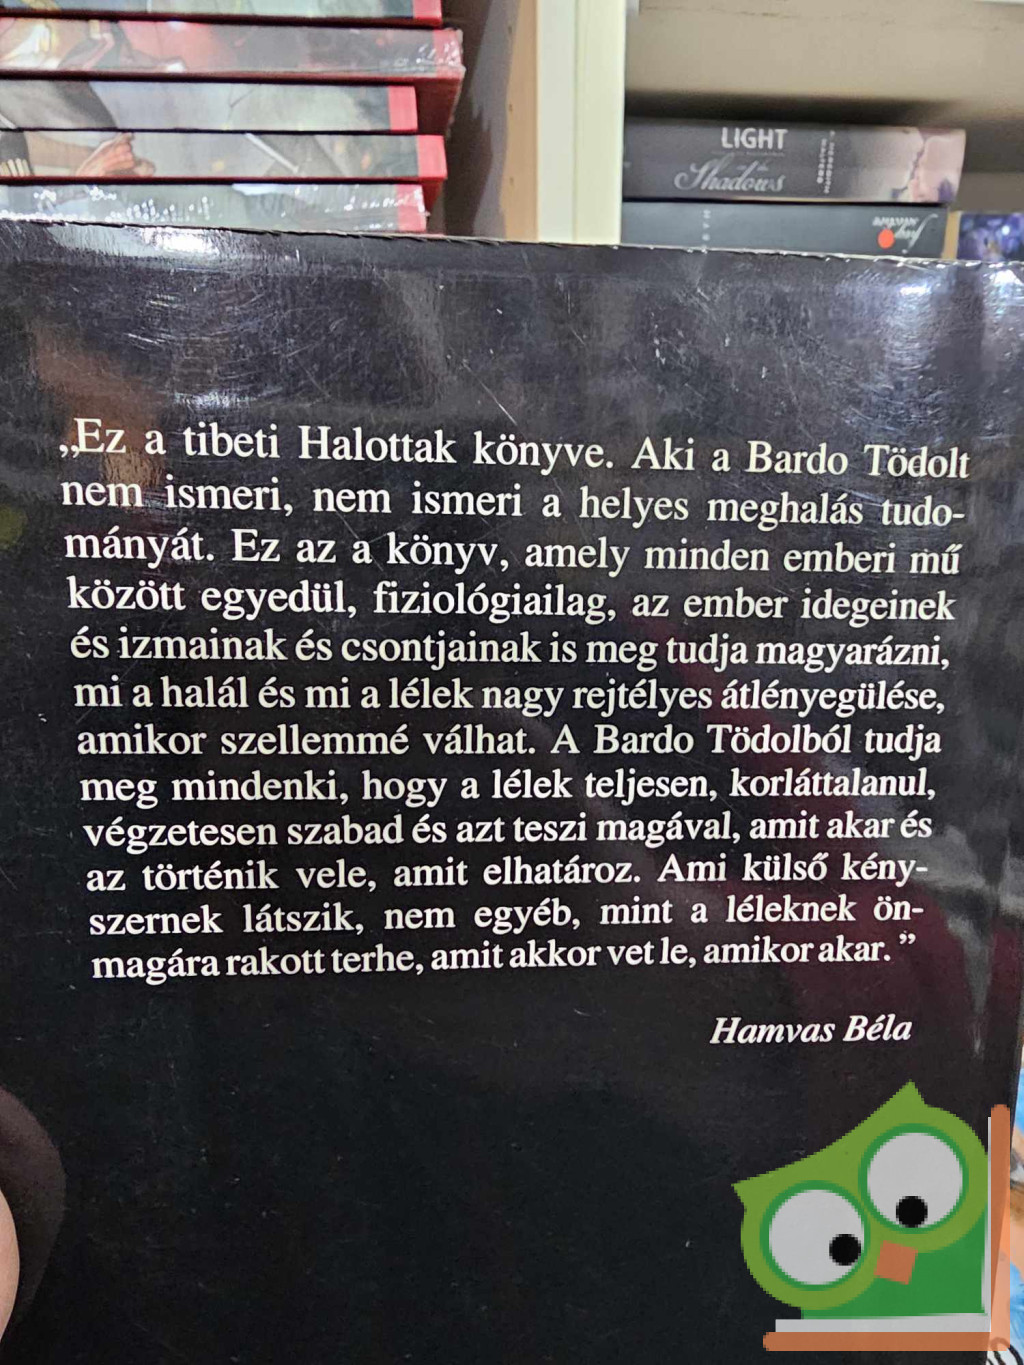 LIGHT
Shadows
„Ez a tibeti Halottak könyve. Aki a Bardo Tödolt
nem ismeri, nem ismeri a helyes meghalás tudo-
mányát. Ez az a könyv, amely minden emberi mű
között egyedül, fiziológiailag, az ember idegeinek
és izmainak és csontjainak is meg tudja magyarázni,
mi a halál és mi a lélek nagy rejtélyes átlényegülése,
amikor szellemmé válhat. A Bardo Tödolból tudja
meg mindenki, hogy a lélek teljesen, korláttalanul,
végzetesen szabad és azt teszi magával, amit akar és
az történik vele, amit elhatároz. Ami külső kény-
szernek látszik, nem egyéb, mint a léleknek ön-
magára rakott terhe, amit akkor vet le, amikor akar.”
Hamvas Béla